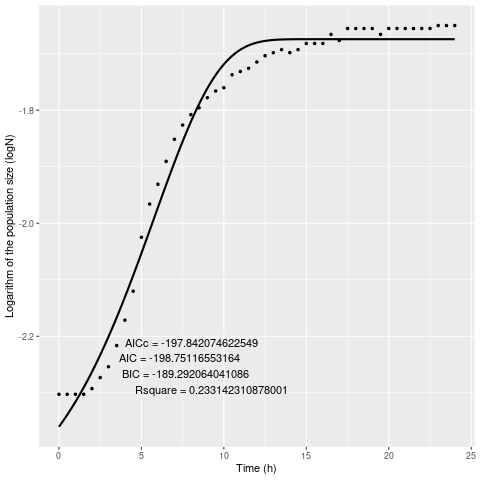 Logarithm of the population size (logN)
-1.8
-2.0
-2.2
AICc = -197.842074622549
AIC = -198.75116553164
BIC = -189.292064041086
Rsquare = 0.233142310878001
0
5
10
15
20
25
Time (h)